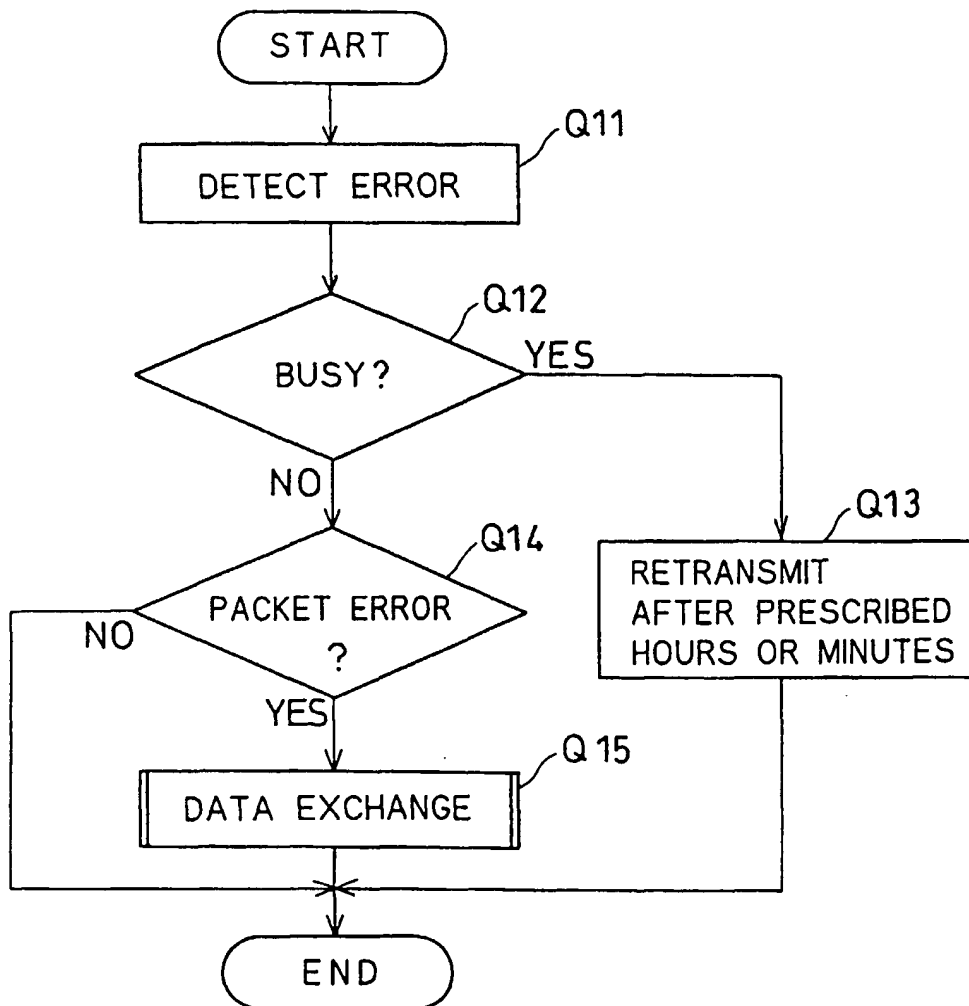 START
Q11
DETECT ERROR
Q12
BUSY?
YES
NO
Q14
PACKET ERROR
?
NO
YES
Q13
RETRANSMIT
AFTER PRESCRIBED
HOURS OR MINUTES
Q15
DATA EXCHANGE
END